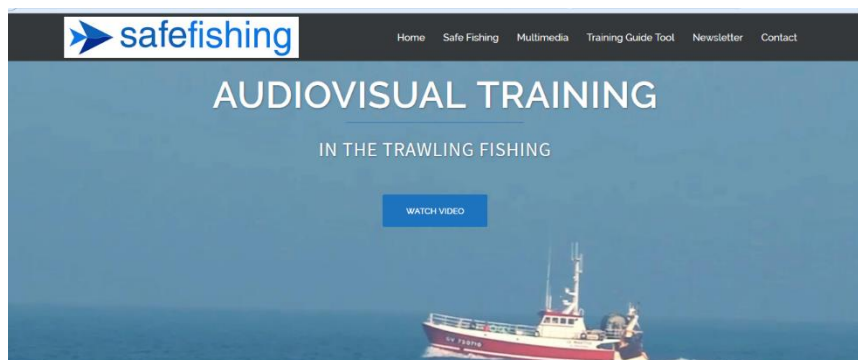 safefishing
Home Safe Fishing Multimedia Training Guide Tool Newsletter Contact
AUDIOVISUAL TRAINING
IN THE TRAWLING FISHING
WATCH VIDEO